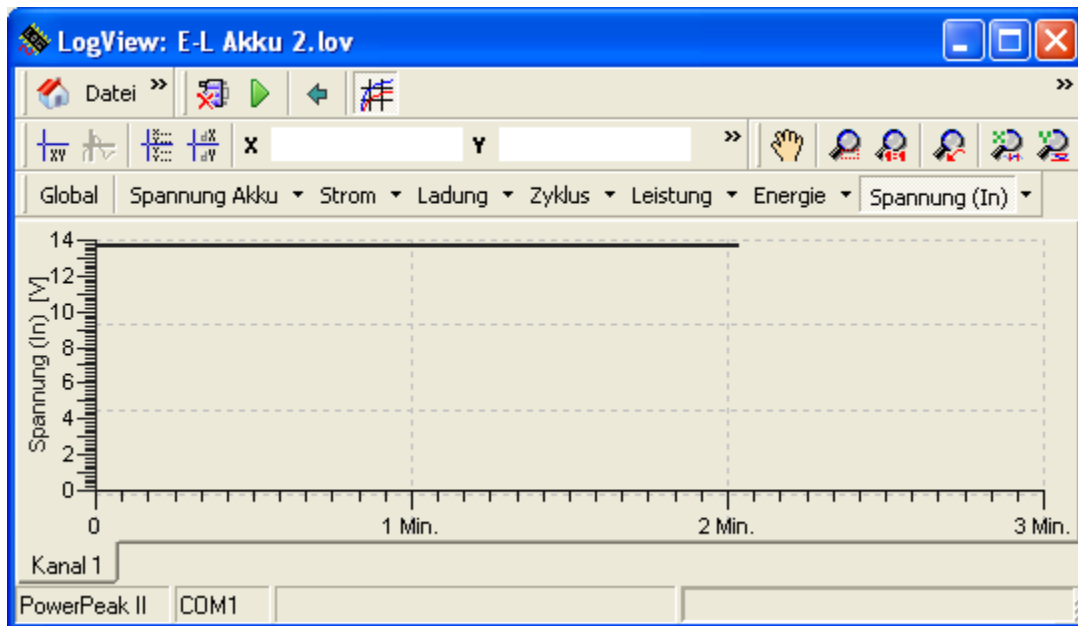 LogView: E-L Akku 2.lov
Datei »
»
X Y »
Global Spannung Akku Strom Ladung Zyklus Leistung Energie Spannung (In)
Spannung (In) [V]
14
12
10
8
6
4
2
0
0 1 Min. 2 Min. 3 Min.
Kanal 1
PowerPeak II COM1